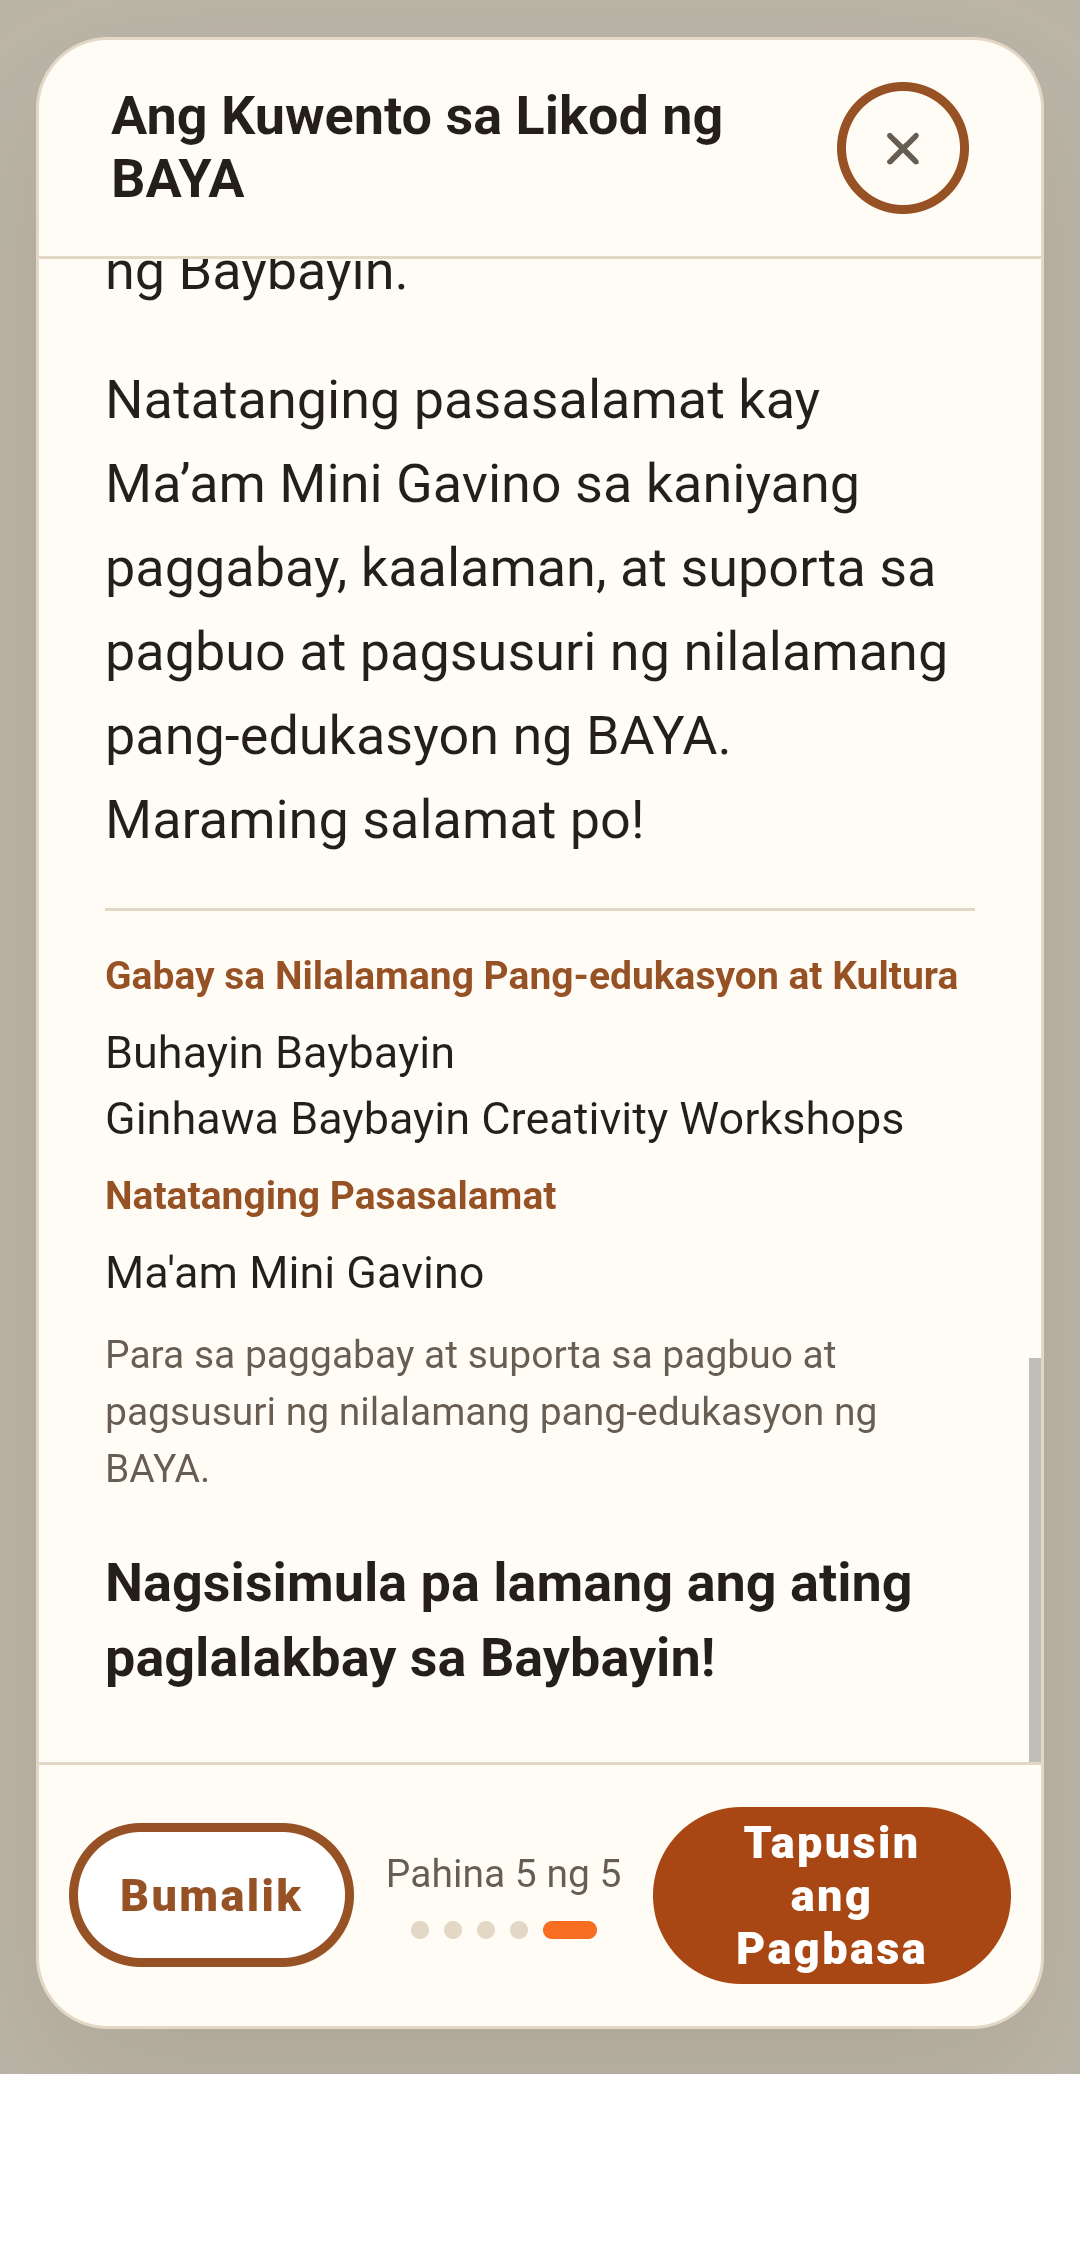 Ang Kuwento sa Likod ng
BAYA
ng Baybayin.
Natatanging pasasalamat kay
Ma’am Mini Gavino sa kaniyang
paggabay, kaalaman, at suporta sa
pagbuo at pagsusuri ng nilalamang
pang-edukasyon ng BAYA.
Maraming salamat po!
Gabay sa Nilalamang Pang-edukasyon at Kultura
Buhayin Baybayin
Ginhawa Baybayin Creativity Workshops
Natatanging Pasasalamat
Ma'am Mini Gavino
Para sa paggabay at suporta sa pagbuo at
pagsusuri ng nilalamang pang-edukasyon ng
BAYA.
Nagsisimula pa lamang ang ating
paglalakbay sa Baybayin!
Bumalik
Pahina 5 ng 5
Tapusin
ang
Pagbasa